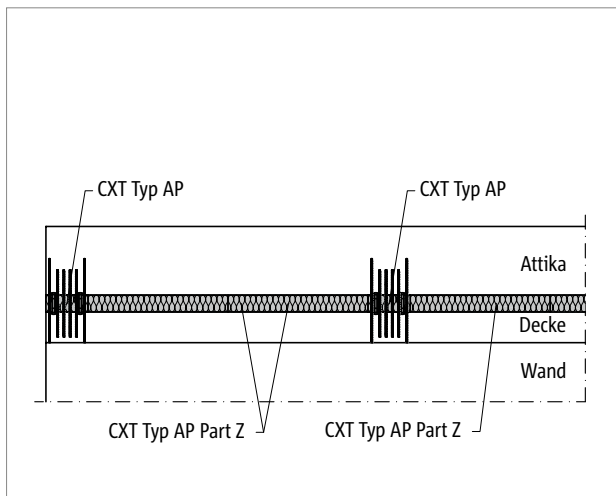 CXT Typ AP
CXT Typ AP
Attika
Decke
Wand
CXT Typ AP Part Z
CXT Typ AP Part Z